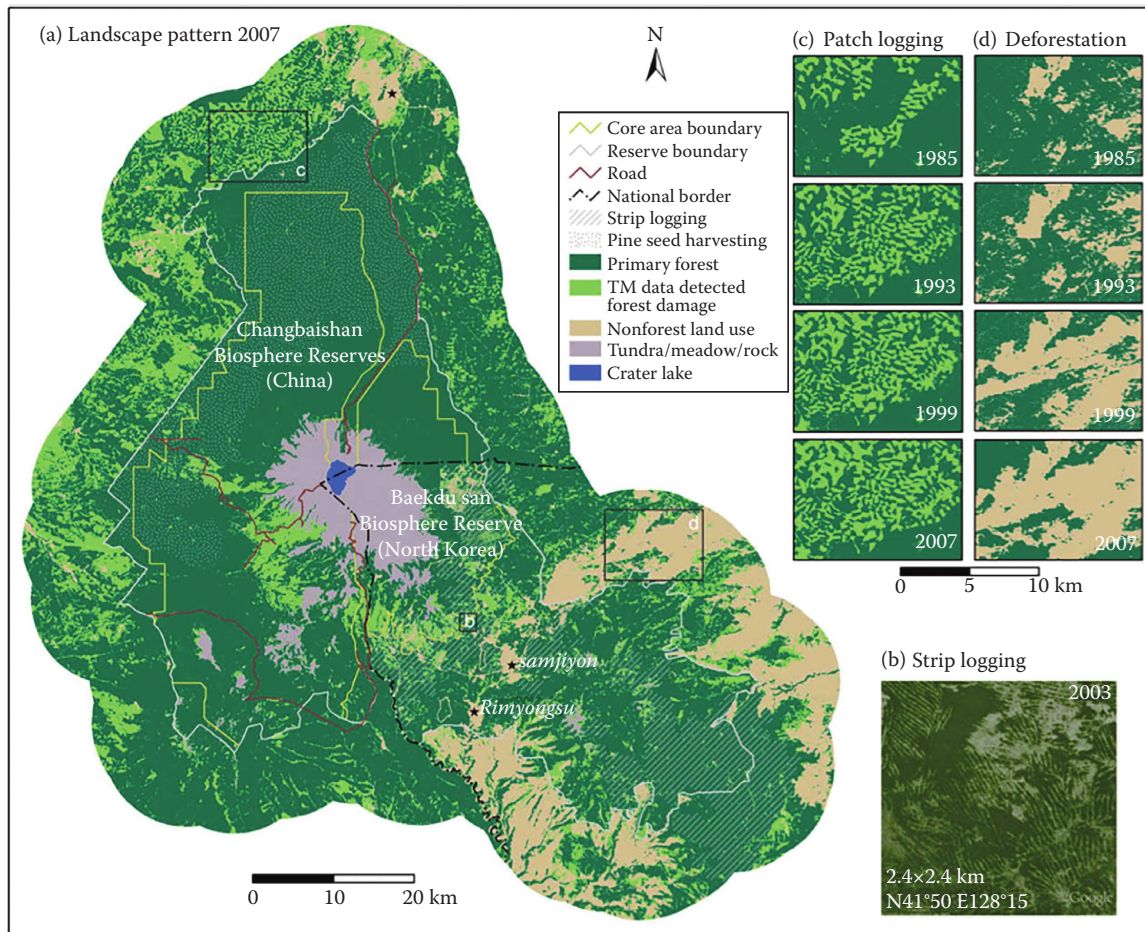 (a) Landscape pattern 2007
N
c
Core area boundary
Reserve boundary
Road
National border
Strip logging
Pine seed harvesting
Primary forest
TM data detected
forest damage
Nonforest land use
Tundra/meadow/rock
Crater lake
Changbaishan
Biosphere Reserves
(China)
Baekdu san
Biosphere Reserve
(North Korea)
d
b
samjiyon
Rimyongsu
0 10 20 km
(c) Patch logging
1985
1993
1999
2007
(d) Deforestation
1985
1993
1999
2007
0 5 10 km
(b) Strip logging
2003
2.4×2.4 km
N41°50 E128°15
Google